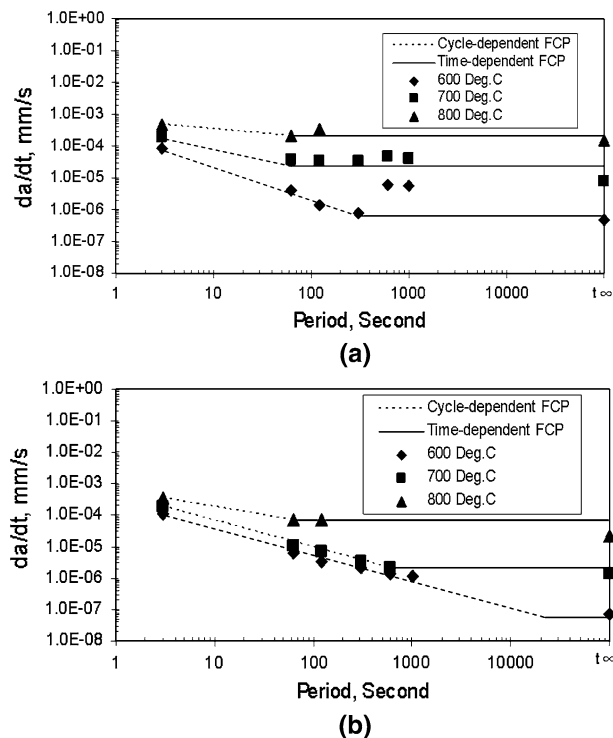 1.0E+00
1.0E-01
1.0E-02
1.0E-03
1.0E-04
1.0E-05
1.0E-06
1.0E-07
1.0E-08
da/dt, mm/s
Cycle-dependent FCP
Time-dependent FCP
600 Deg.C
700 Deg.C
800 Deg.C
1 10 100 1000 10000 t∞
Period, Second
(a)
1.0E+00
1.0E-01
1.0E-02
1.0E-03
1.0E-04
1.0E-05
1.0E-06
1.0E-07
1.0E-08
da/dt, mm/s
Cycle-dependent FCP
Time-dependent FCP
600 Deg.C
700 Deg.C
800 Deg.C
1 10 100 1000 10000 t∞
Period, Second
(b)